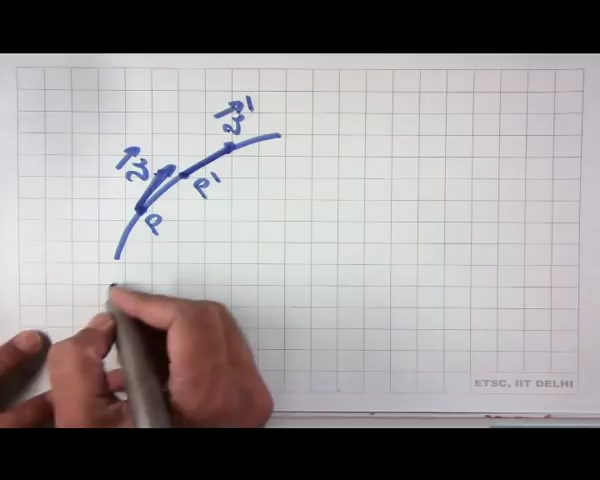 v⃗'
v⃗
P'
P
ETSC, IIT DELHI